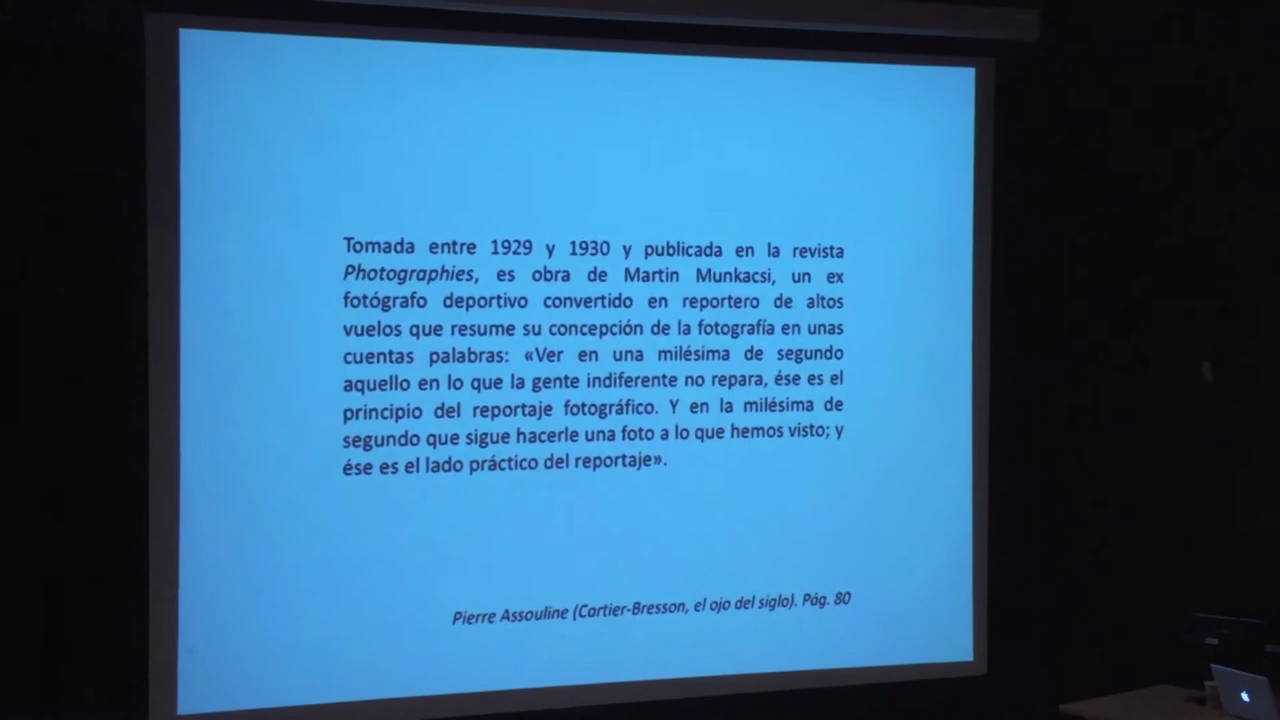 Tomada entre 1929 y 1930 y publicada en la revista
Photographies, es obra de Martin Munkacsi, un ex
fotógrafo deportivo convertido en reportero de altos
vuelos que resume su concepción de la fotografía en unas
cuentas palabras: «Ver en una milésima de segundo
aquello en lo que la gente indiferente no repara, ése es el
principio del reportaje fotográfico. Y en la milésima de
segundo que sigue hacerle una foto a lo que hemos visto; y
ése es el lado práctico del reportaje».
Pierre Assouline (Cartier-Bresson, el ojo del siglo). Pág. 80